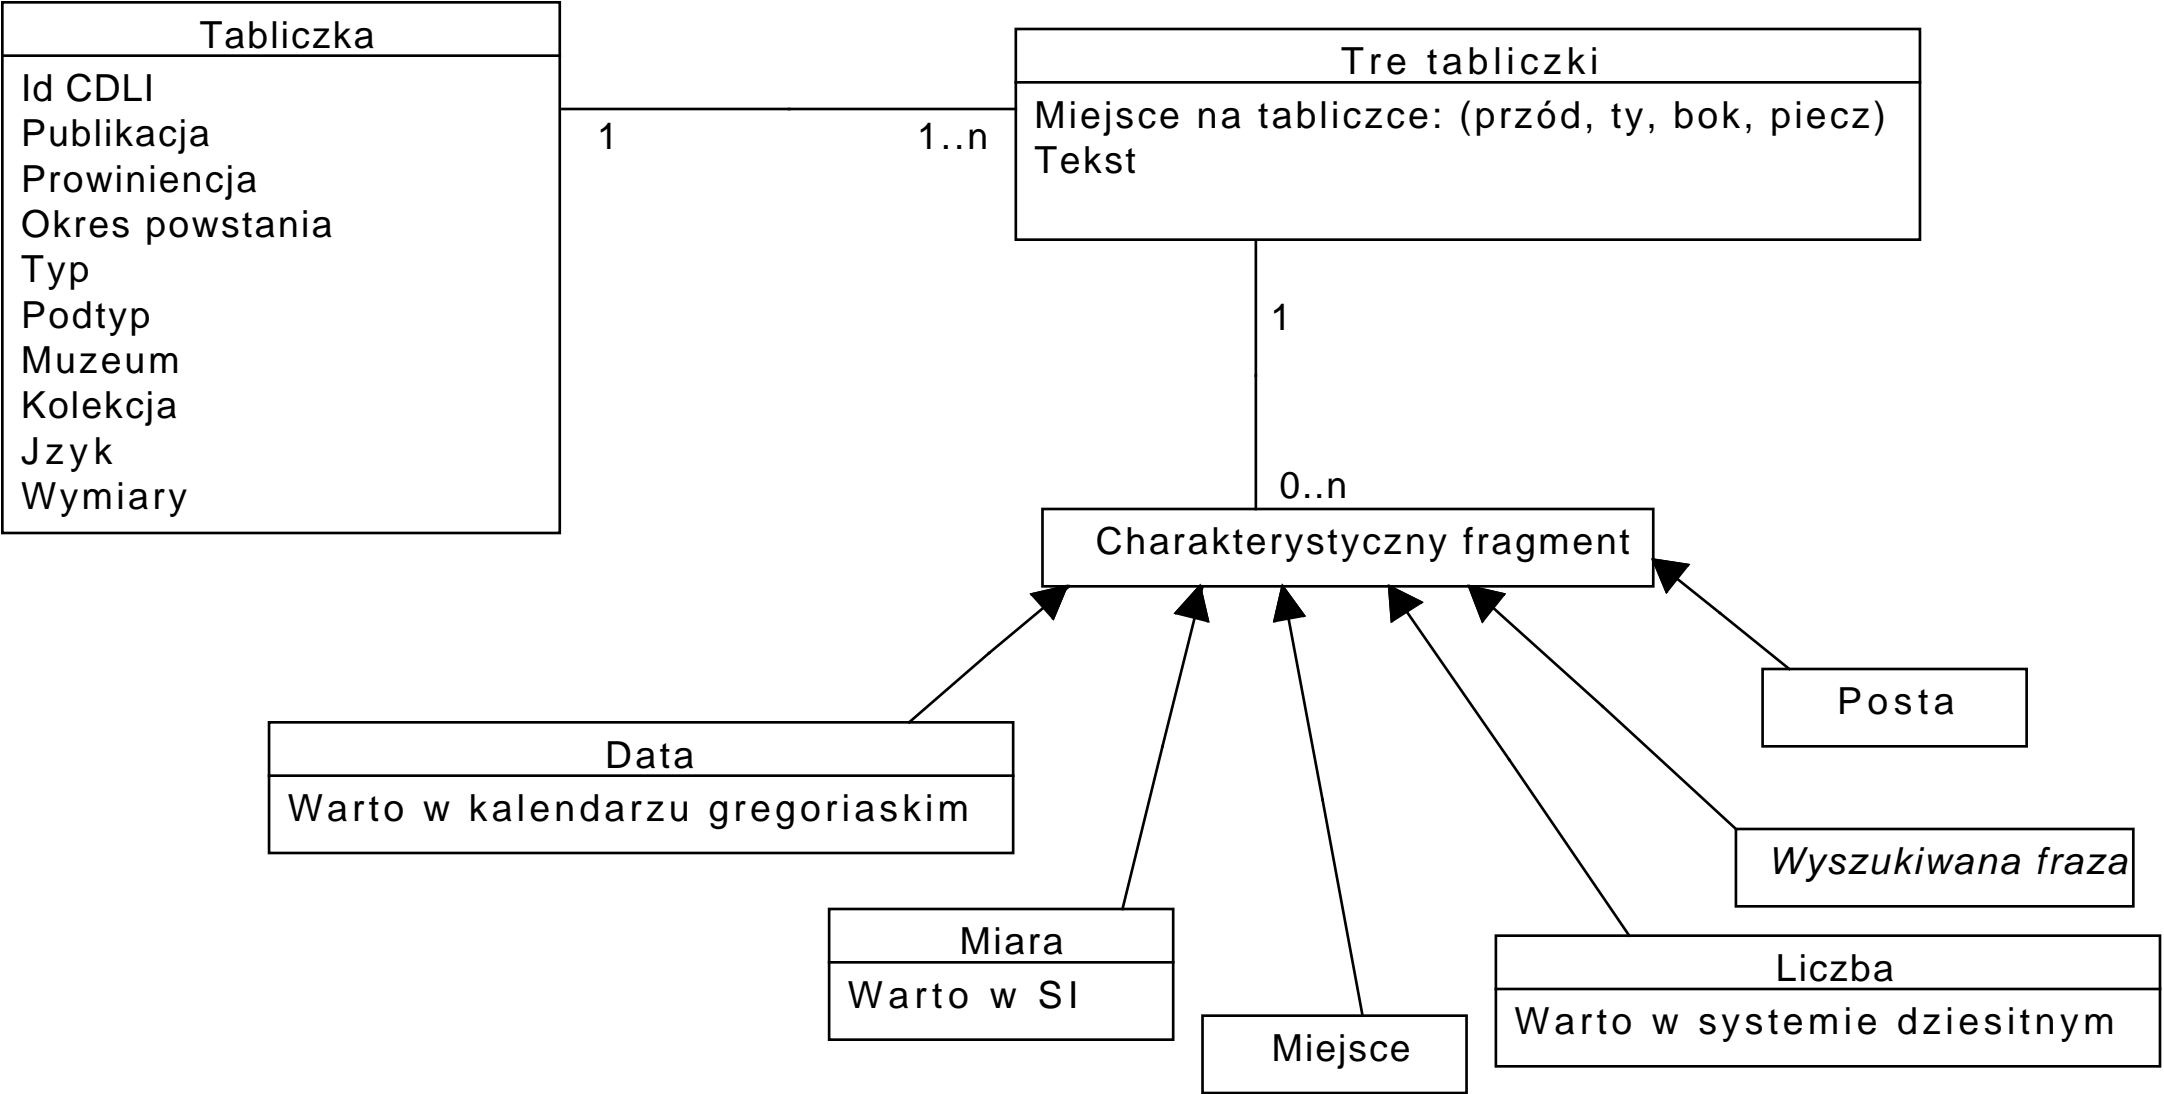 Tabliczka
Id CDLI
Publikacja
Prowiniencja
Okres powstania
Typ
Podtyp
Muzeum
Kolekcja
Jzyk
Wymiary
1
1..n
Tre tabliczki
Miejsce na tabliczce: (przód, ty, bok, piecz)
Tekst
1
0..n
Charakterystyczny fragment
Posta
Data
Warto w kalendarzu gregoriaskim
Wyszukiwana fraza
Miara
Warto w SI
Liczba
Warto w systemie dziesitnym
Miejsce